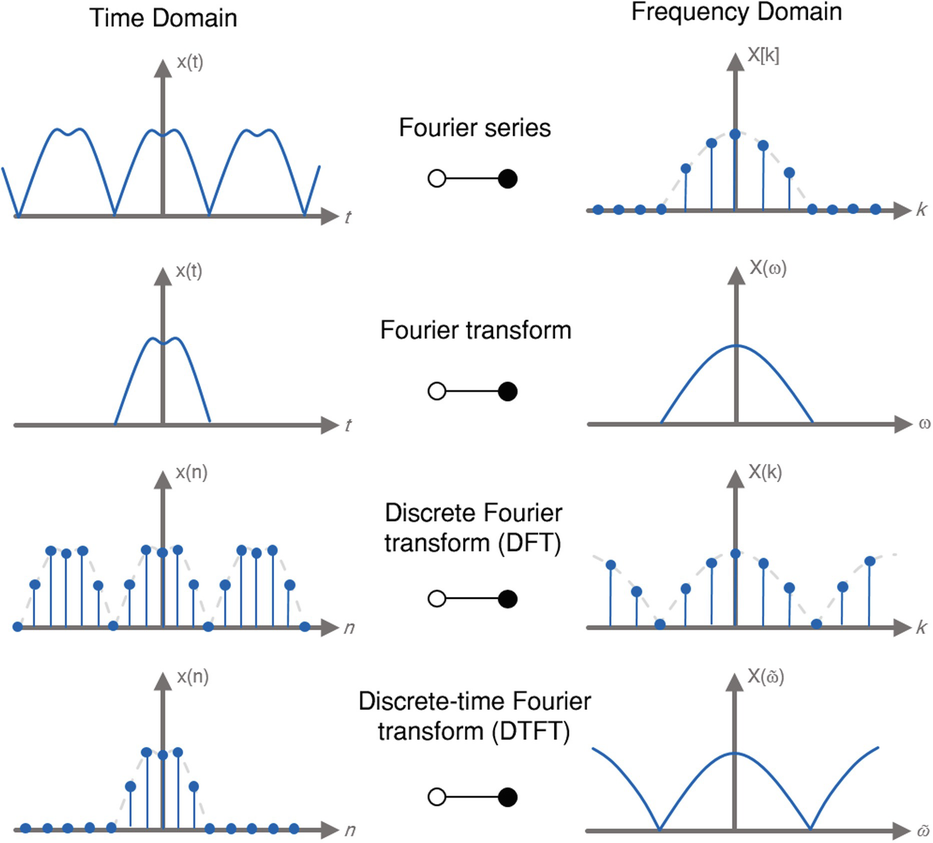 Time Domain
Frequency Domain
x(t)
t
Fourier series
X[k]
k
x(t)
t
Fourier transform
X(ω)
ω
x(n)
n
Discrete Fourier
transform (DFT)
X(k)
k
x(n)
n
Discrete-time Fourier
transform (DTFT)
X(ω̃)
ω̃